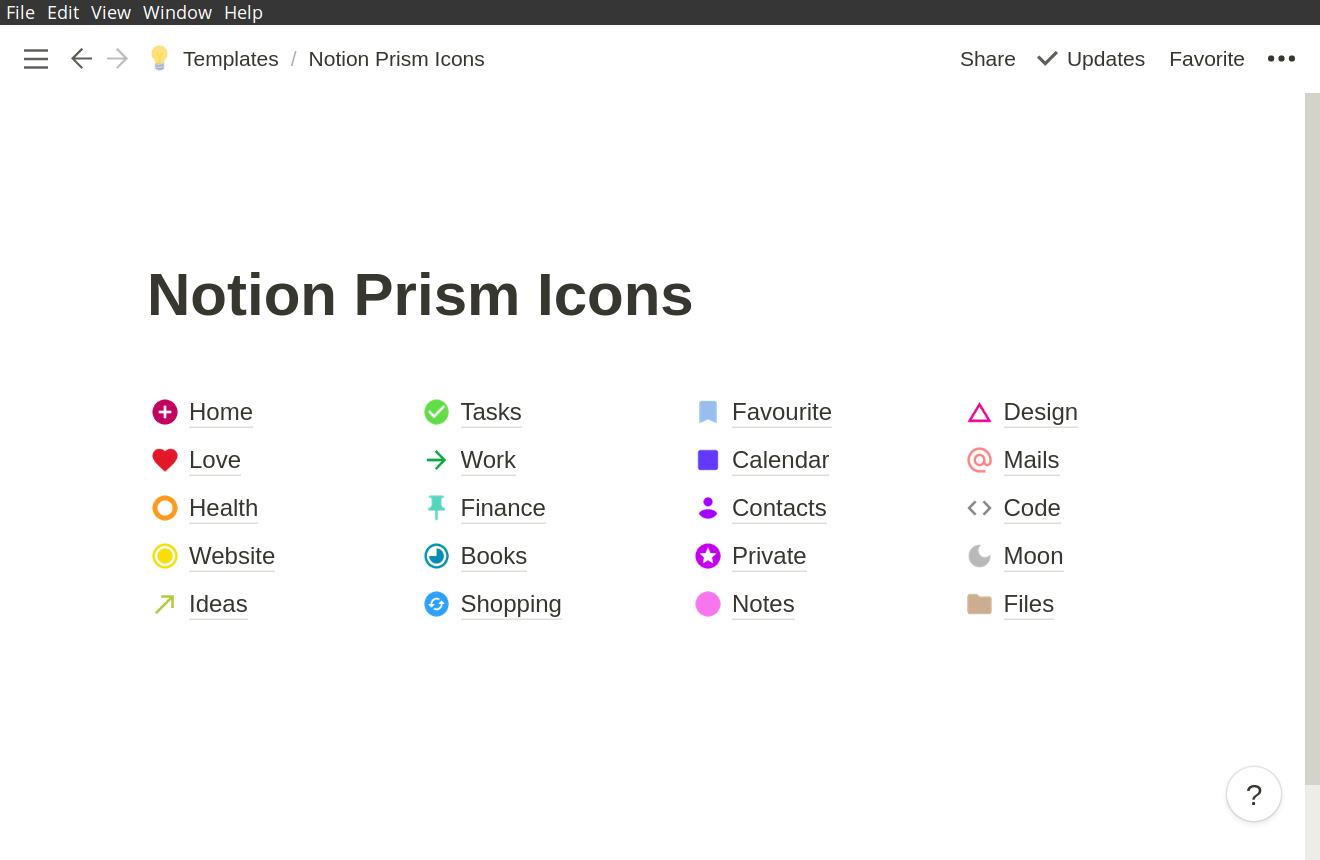 File Edit View Window Help
Templates / Notion Prism Icons Share Updates Favorite •••
Notion Prism Icons
Home Tasks Favourite Design
Love Work Calendar Mails
Health Finance Contacts Code
Website Books Private Moon
Ideas Shopping Notes Files
?